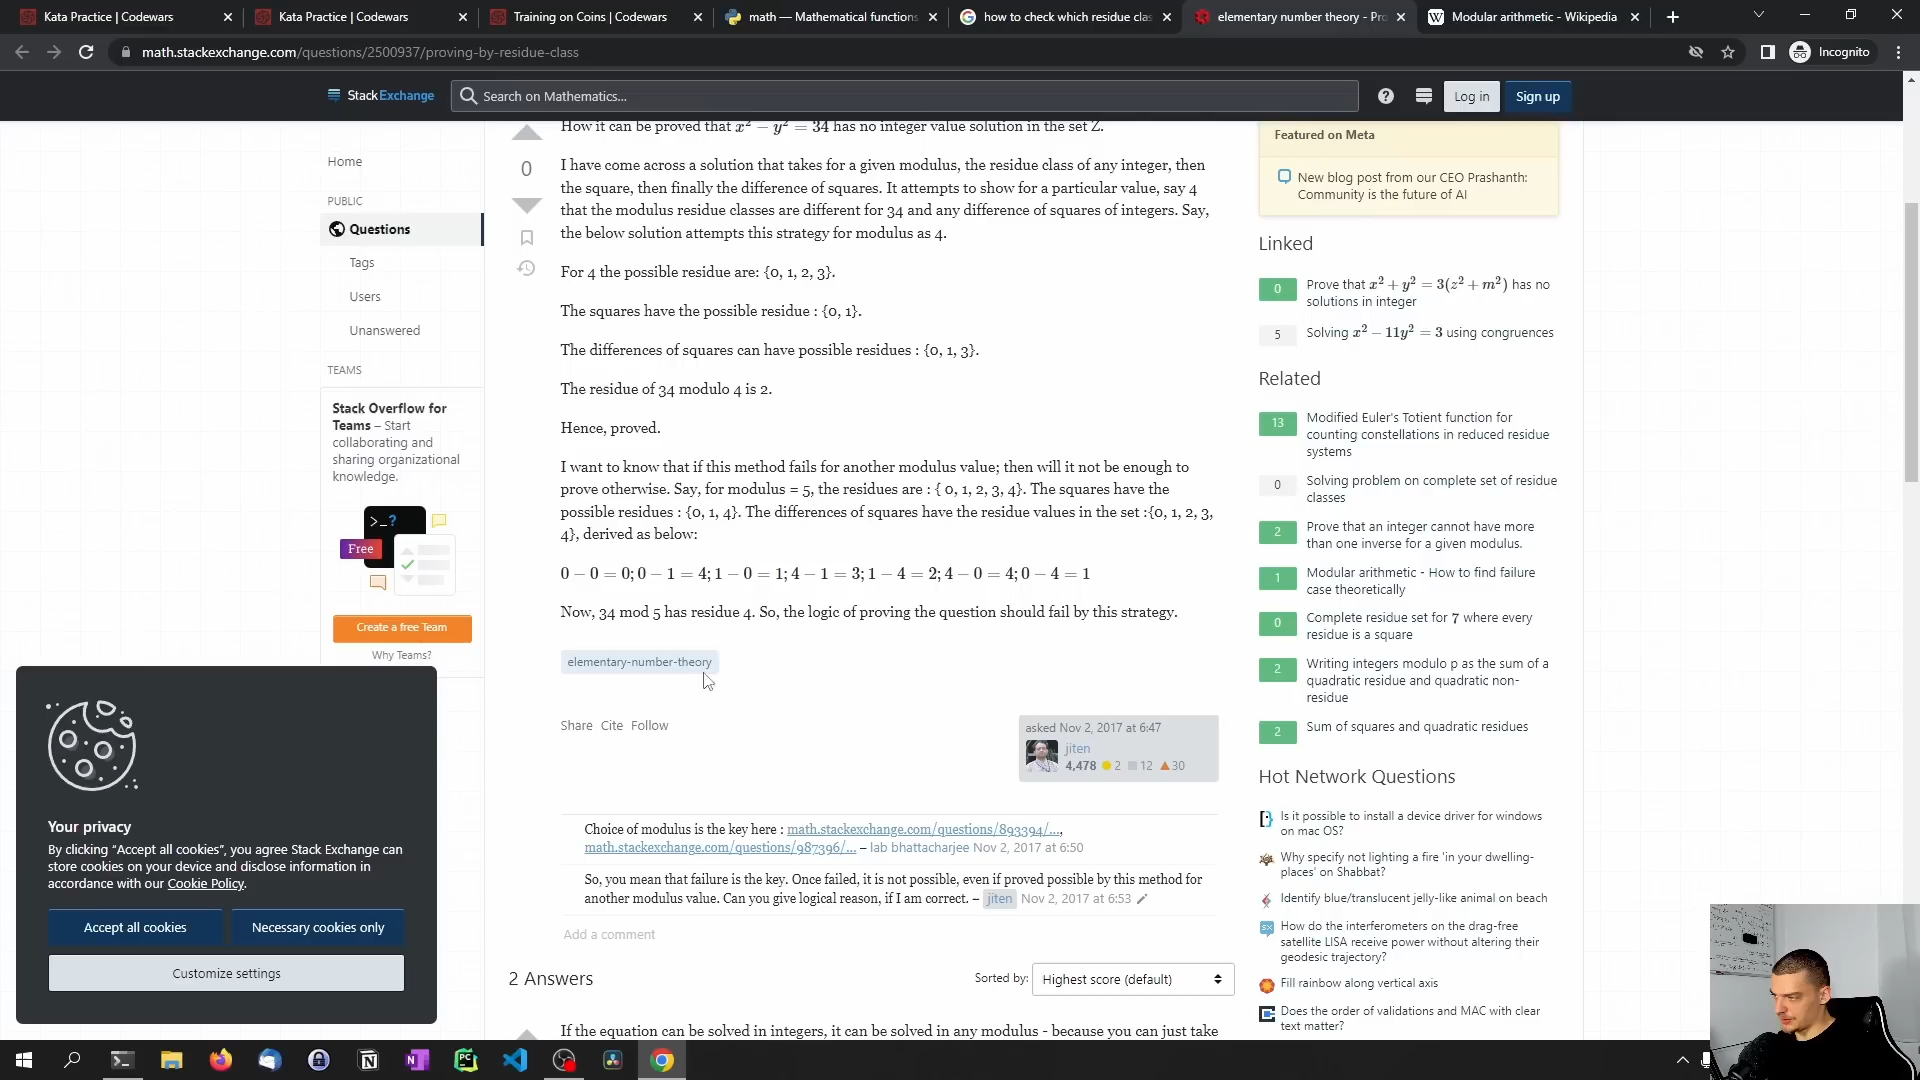 Kata Practice | Codewars
Kata Practice | Codewars
Training on Coins | Codewars
math — Mathematical functions
how to check which residue clas
elementary number theory - Pro
Modular arithmetic - Wikipedia
math.stackexchange.com/questions/2500937/proving-by-residue-class
Incognito
StackExchange
Search on Mathematics...
Log in
Sign up
Home
PUBLIC
Questions
Tags
Users
Unanswered
TEAMS
Stack Overflow for
Teams – Start
collaborating and
sharing organizational
knowledge.
>_?
Free
Create a free Team
Why Teams?
0
How it can be proved that x² − y² = 34 has no integer value solution in the set Z.
I have come across a solution that takes for a given modulus, the residue class of any integer, then
the square, then finally the difference of squares. It attempts to show for a particular value, say 4
that the modulus residue classes are different for 34 and any difference of squares of integers. Say,
the below solution attempts this strategy for modulus as 4.
For 4 the possible residue are: {0, 1, 2, 3}.
The squares have the possible residue : {0, 1}.
The differences of squares can have possible residues : {0, 1, 3}.
The residue of 34 modulo 4 is 2.
Hence, proved.
I want to know that if this method fails for another modulus value; then will it not be enough to
prove otherwise. Say, for modulus = 5, the residues are : { 0, 1, 2, 3, 4}. The squares have the
possible residues : {0, 1, 4}. The differences of squares have the residue values in the set :{0, 1, 2, 3,
4}, derived as below:
0 − 0 = 0; 0 − 1 = 4; 1 − 0 = 1; 4 − 1 = 3; 1 − 4 = 2; 4 − 0 = 4; 0 − 4 = 1
Now, 34 mod 5 has residue 4. So, the logic of proving the question should fail by this strategy.
elementary-number-theory
Share Cite Follow
asked Nov 2, 2017 at 6:47
jiten
4,478 2 12 30
Choice of modulus is the key here : math.stackexchange.com/questions/893394/…,
math.stackexchange.com/questions/987396/… – lab bhattacharjee Nov 2, 2017 at 6:50
So, you mean that failure is the key. Once failed, it is not possible, even if proved possible by this method for
another modulus value. Can you give logical reason, if I am correct. – jiten Nov 2, 2017 at 6:53
Add a comment
2 Answers
Sorted by:
Highest score (default)
If the equation can be solved in integers, it can be solved in any modulus - because you can just take
Featured on Meta
New blog post from our CEO Prashanth:
Community is the future of AI
Linked
0
Prove that x² + y² = 3(z² + m²) has no
solutions in integer
5
Solving x² − 11y² = 3 using congruences
Related
13
Modified Euler's Totient function for
counting constellations in reduced residue
systems
0
Solving problem on complete set of residue
classes
2
Prove that an integer cannot have more
than one inverse for a given modulus.
1
Modular arithmetic - How to find failure
case theoretically
0
Complete residue set for 7 where every
residue is a square
2
Writing integers modulo p as the sum of a
quadratic residue and quadratic non-
residue
2
Sum of squares and quadratic residues
Hot Network Questions
Is it possible to install a device driver for windows
on mac OS?
Why specify not lighting a fire 'in your dwelling-
places' on Shabbat?
Identify blue/translucent jelly-like animal on beach
How do the interferometers on the drag-free
satellite LISA receive power without altering their
geodesic trajectory?
Fill rainbow along vertical axis
Does the order of validations and MAC with clear
text matter?
Your privacy
By clicking “Accept all cookies”, you agree Stack Exchange can
store cookies on your device and disclose information in
accordance with our Cookie Policy.
Accept all cookies
Necessary cookies only
Customize settings